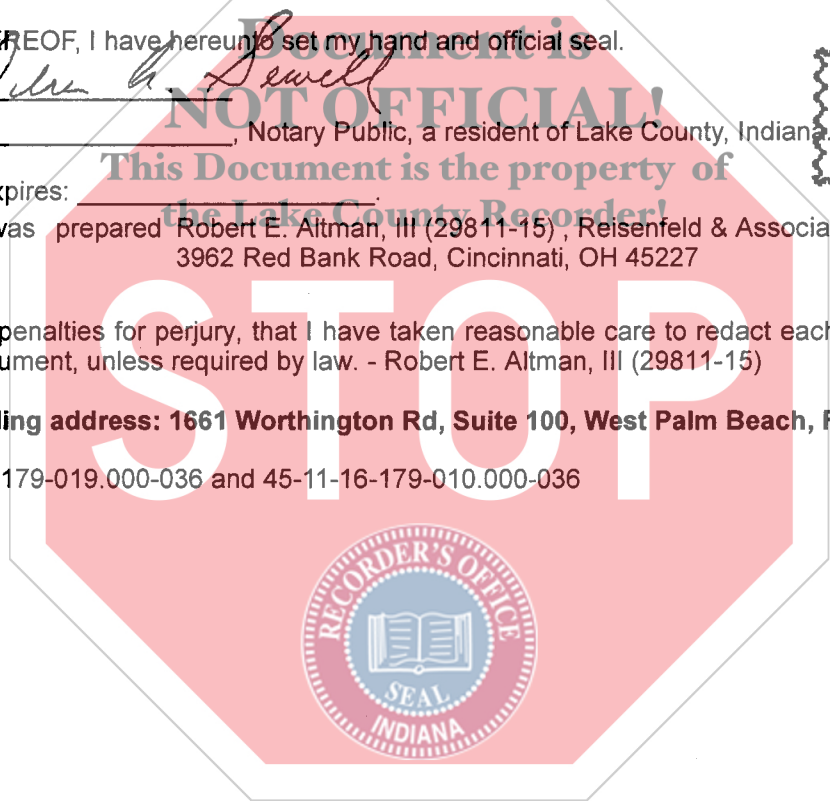 REOF, I have hereunto set my hand and official seal.
Sewell
, Notary Public, a resident of Lake County, Indiana.
xpires:
was prepared Robert E. Altman, III (29811-15) , Reisenfeld & Associa
3962 Red Bank Road, Cincinnati, OH 45227
penalties for perjury, that I have taken reasonable care to redact each
ument, unless required by law. - Robert E. Altman, III (29811-15)
ling address: 1661 Worthington Rd, Suite 100, West Palm Beach, F
179-019.000-036 and 45-11-16-179-010.000-036
Document is
NOT OFFICIAL!
This Document is the property of
the Lake County Recorder!
STOP
RECORDER'S OFFICE
SEAL
INDIANA